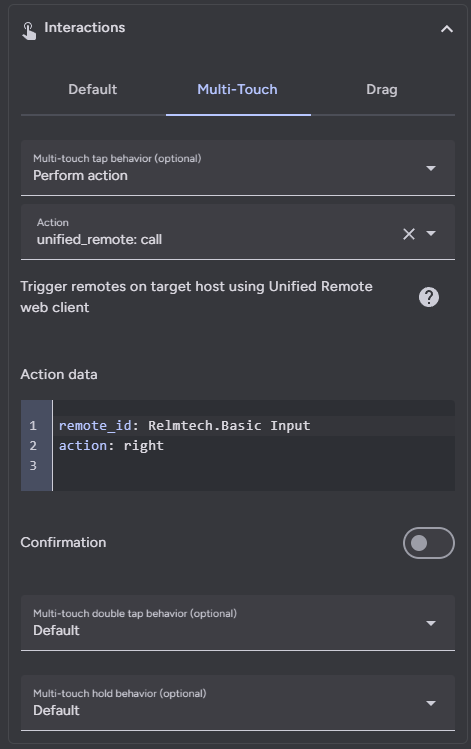 Interactions
Default
Multi-Touch
Drag
Multi-touch tap behavior (optional)
Perform action
Action
unified_remote: call
Trigger remotes on target host using Unified Remote
web client
?
Action data
1 remote_id: Relmtech.Basic Input
2 action: right
3
Confirmation
Multi-touch double tap behavior (optional)
Default
Multi-touch hold behavior (optional)
Default